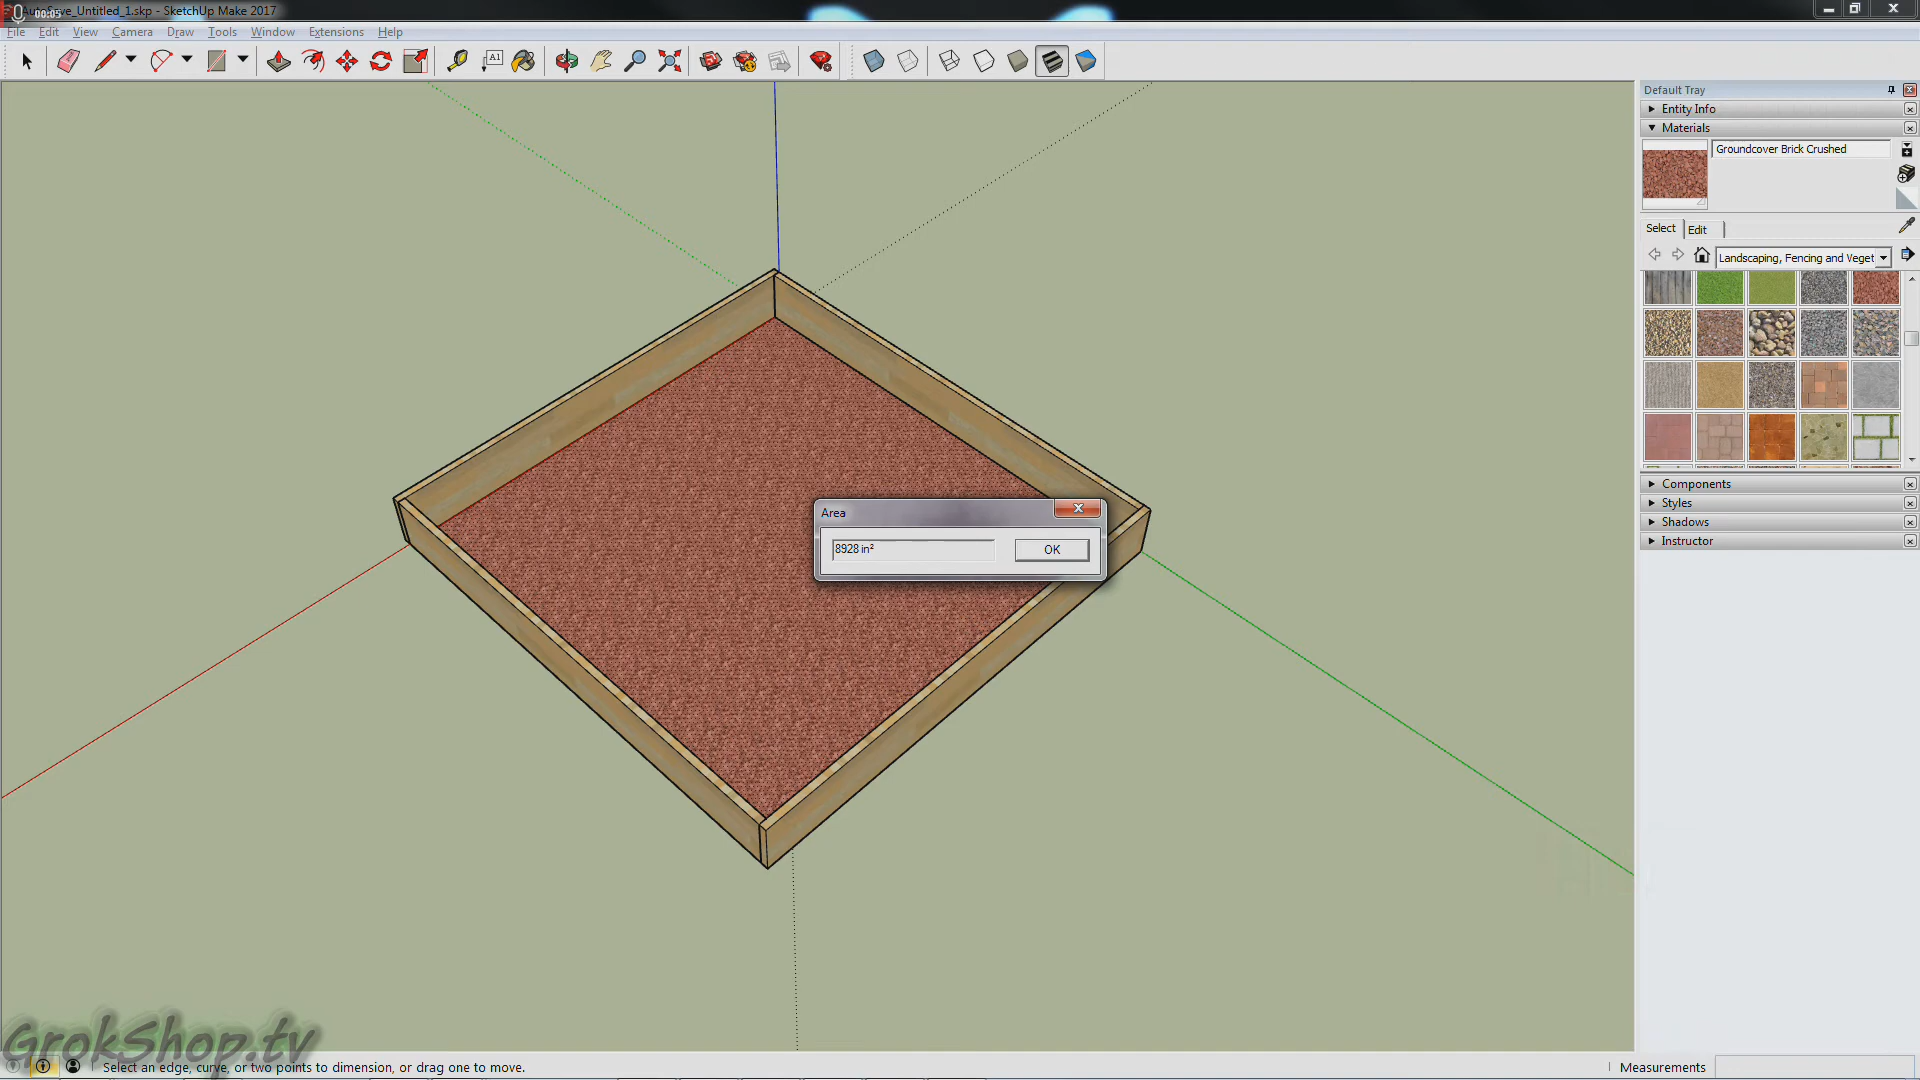 AutoSave_Untitled_1.skp - SketchUp Make 2017
File Edit View Camera Draw Tools Window Extensions Help
A1
Default Tray
Entity Info
Materials
Groundcover Brick Crushed
Select Edit
Landscaping, Fencing and Veget
Components
Styles
Shadows
Instructor
Area
8928 in²
OK
GrokShop.tv
Select an edge, curve, or two points to dimension, or drag one to move.
Measurements